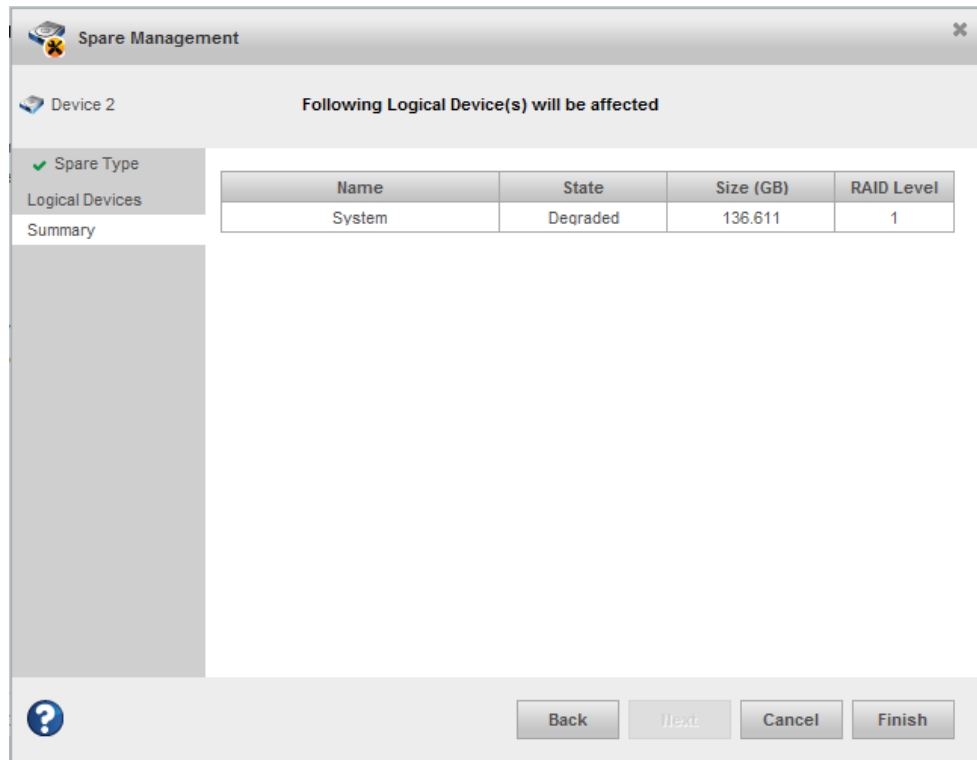 Spare Management
Device 2
Following Logical Device(s) will be affected
Spare Type
Logical Devices
Summary
Name State Size (GB) RAID Level
System Degraded 136.611 1
Back Next Cancel Finish